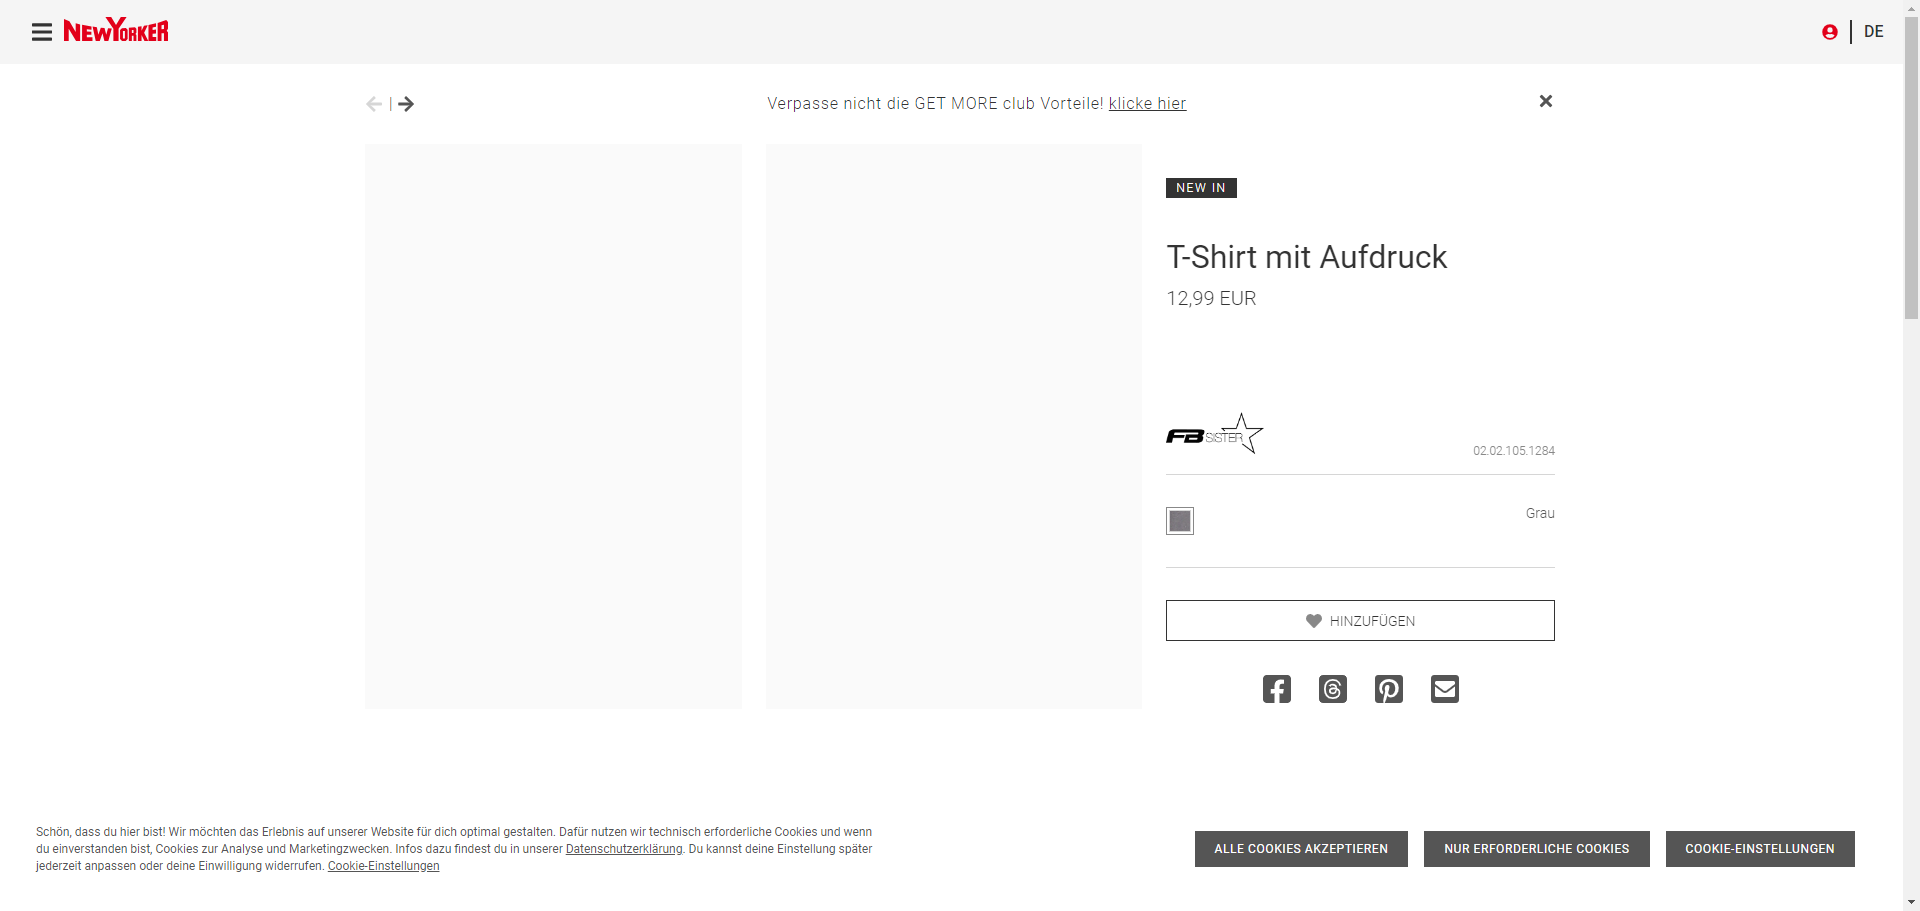 NEWYORKER
DE
Verpasse nicht die GET MORE club Vorteile! klicke hier
NEW IN
T-Shirt mit Aufdruck
12,99 EUR
FB SISTER
02.02.105.1284
Grau
HINZUFÜGEN
Schön, dass du hier bist! Wir möchten das Erlebnis auf unserer Website für dich optimal gestalten. Dafür nutzen wir technisch erforderliche Cookies und wenn
du einverstanden bist, Cookies zur Analyse und Marketingzwecken. Infos dazu findest du in unserer Datenschutzerklärung. Du kannst deine Einstellung später
jederzeit anpassen oder deine Einwilligung widerrufen. Cookie-Einstellungen
ALLE COOKIES AKZEPTIEREN
NUR ERFORDERLICHE COOKIES
COOKIE-EINSTELLUNGEN